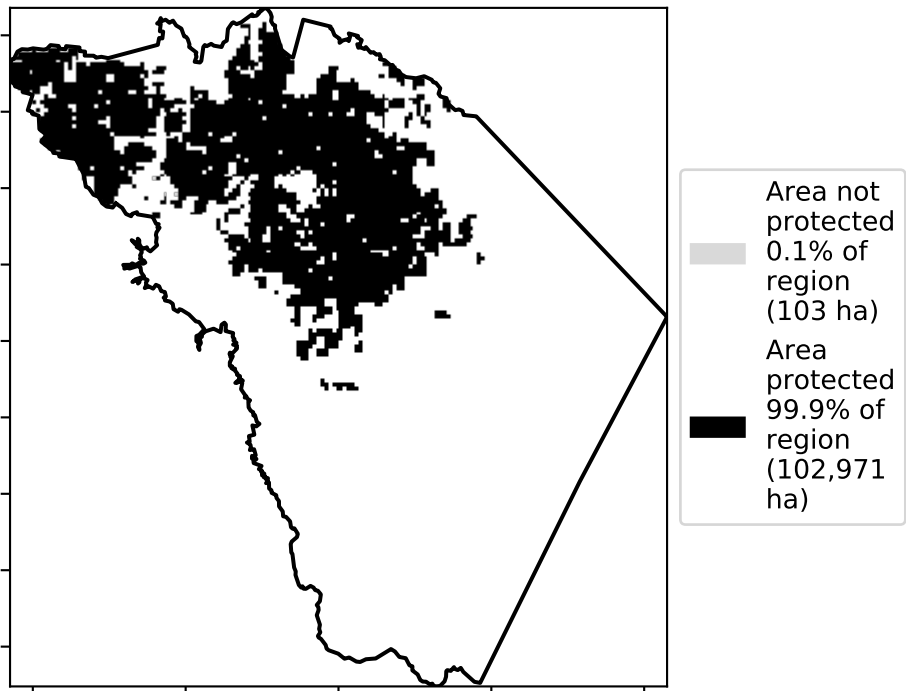 Area not
protected
0.1% of
region
(103 ha)
Area
protected
99.9% of
region
(102,971
ha)